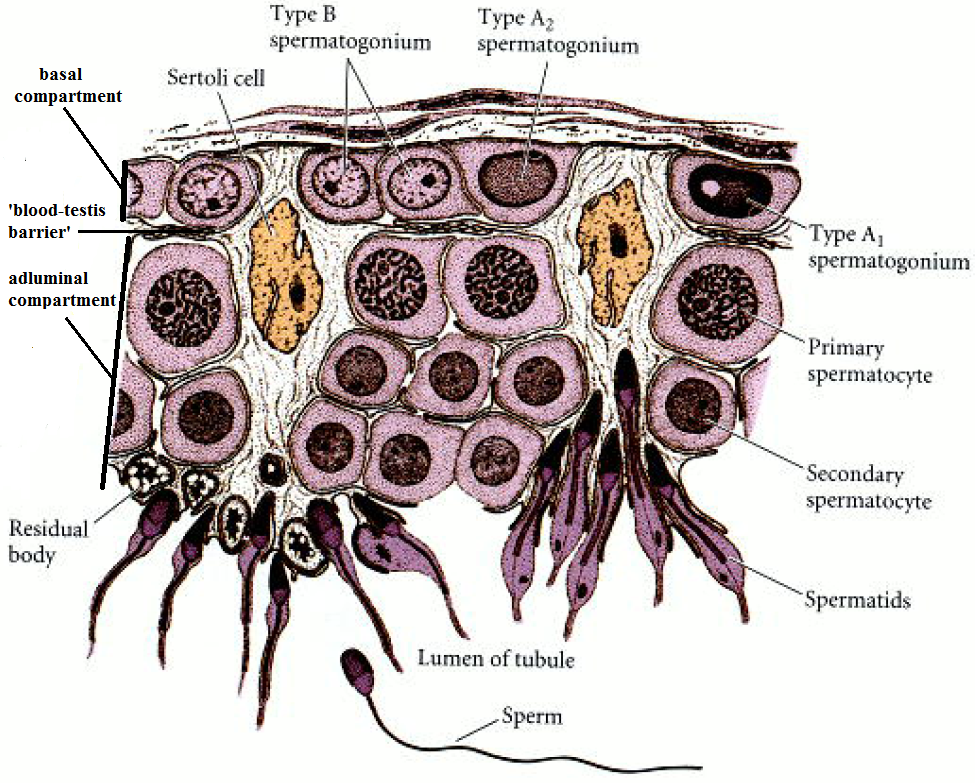 Type B
spermatogonium
Type A₂
spermatogonium
Sertoli cell
basal
compartment
'blood-testis
barrier'
adluminal
compartment
Type A₁
spermatogonium
Primary
spermatocyte
Secondary
spermatocyte
Residual
body
Spermatids
Lumen of tubule
Sperm